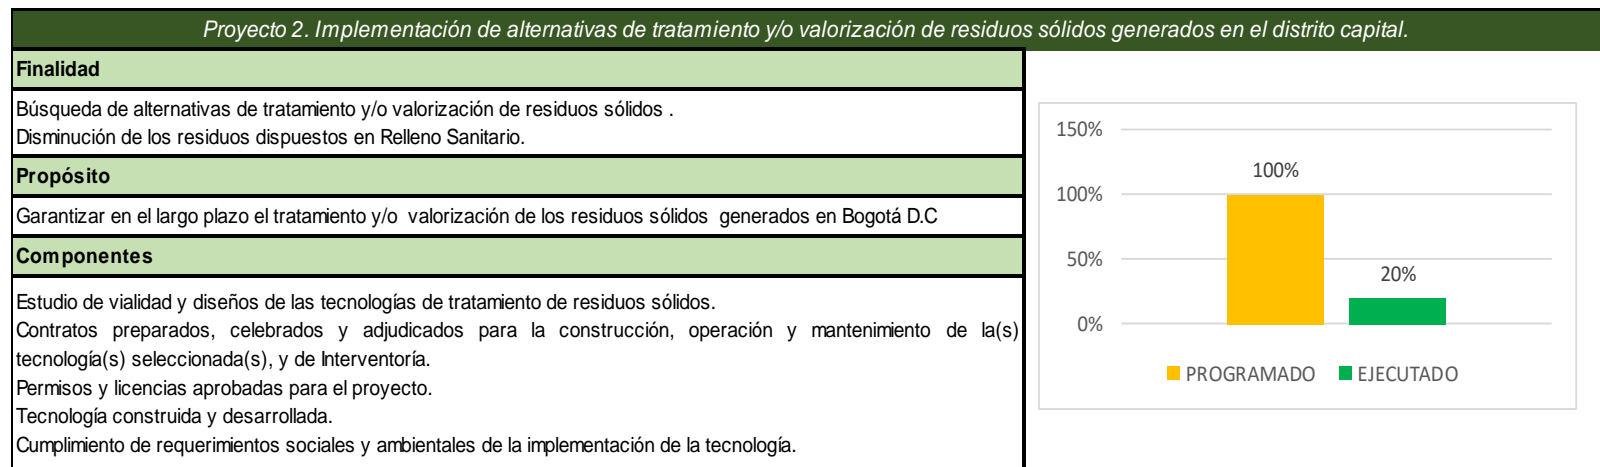 Proyecto 2. Implementación de alternativas de tratamiento y/o valorización de residuos sólidos generados en el distrito capital.
Finalidad
Búsqueda de alternativas de tratamiento y/o valorización de residuos sólidos .
Disminución de los residuos dispuestos en Relleno Sanitario.
Propósito
Garantizar en el largo plazo el tratamiento y/o valorización de los residuos sólidos generados en Bogotá D.C
Componentes
Estudio de vialidad y diseños de las tecnologías de tratamiento de residuos sólidos.
Contratos preparados, celebrados y adjudicados para la construcción, operación y mantenimiento de la(s)
tecnología(s) seleccionada(s), y de Interventoría.
Permisos y licencias aprobadas para el proyecto.
Tecnología construida y desarrollada.
Cumplimiento de requerimientos sociales y ambientales de la implementación de la tecnología.
150%
100%
100%
50%
20%
0%
PROGRAMADO EJECUTADO